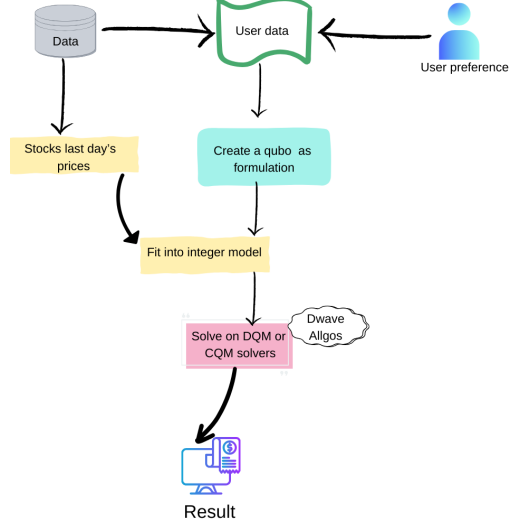 Data
User data
User preference
Stocks last day's
prices
Create a qubo as
formulation
Fit into integer model
Dwave
Allgos
Solve on DQM or
CQM solvers
$
Result